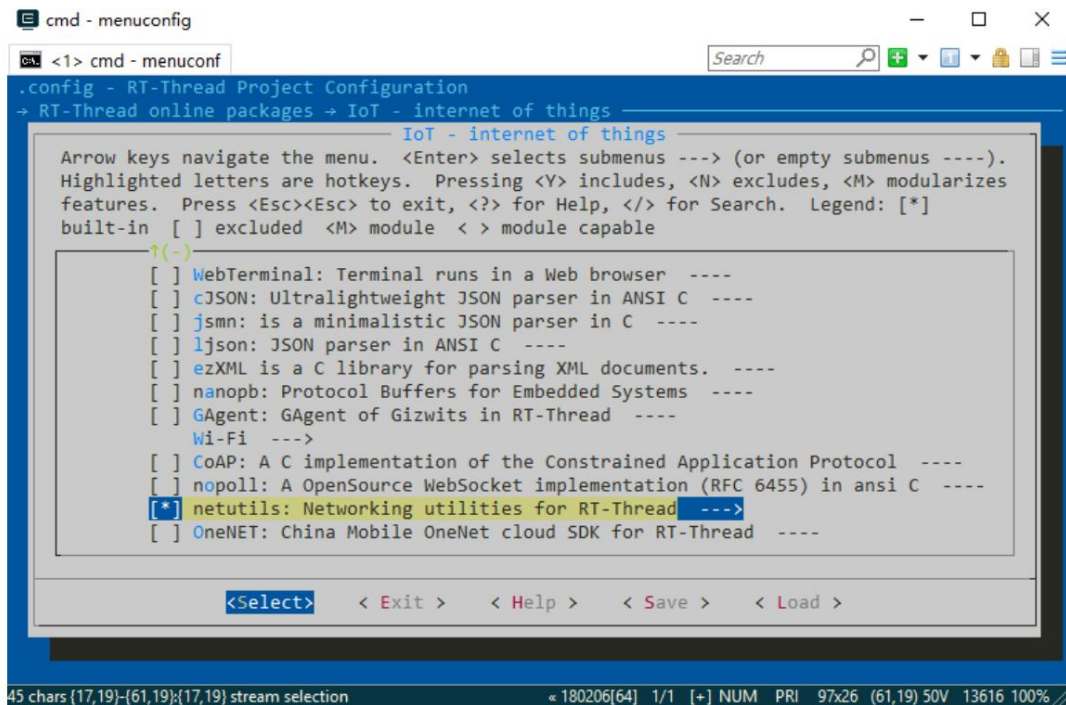 cmd - menuconfig
<1> cmd - menuconf
Search
.config - RT-Thread Project Configuration
→ RT-Thread online packages → IoT - internet of things
IoT - internet of things
Arrow keys navigate the menu.  <Enter> selects submenus ---> (or empty submenus ----).
Highlighted letters are hotkeys.  Pressing <Y> includes, <N> excludes, <M> modularizes
features.  Press <Esc><Esc> to exit, <?> for Help, </> for Search.  Legend: [*]
built-in  [ ] excluded  <M> module  < > module capable
↑(-)
[ ] WebTerminal: Terminal runs in a Web browser  ----
[ ] cJSON: Ultralightweight JSON parser in ANSI C  ----
[ ] jsmn: is a minimalistic JSON parser in C  ----
[ ] ljson: JSON parser in ANSI C  ----
[ ] ezXML is a C library for parsing XML documents.  ----
[ ] nanopb: Protocol Buffers for Embedded Systems  ----
[ ] GAgent: GAgent of Gizwits in RT-Thread  ----
Wi-Fi  --->
[ ] CoAP: A C implementation of the Constrained Application Protocol  ----
[ ] nopoll: A OpenSource WebSocket implementation (RFC 6455) in ansi C  ----
[*] netutils: Networking utilities for RT-Thread  --->
[ ] OneNET: China Mobile OneNet cloud SDK for RT-Thread  ----
<Select>    < Exit >    < Help >    < Save >    < Load >
45 chars {17,19}-{61,19}:{17,19} stream selection « 180206[64] 1/1 [+] NUM PRI 97x26 (61,19) 50V 13616 100%